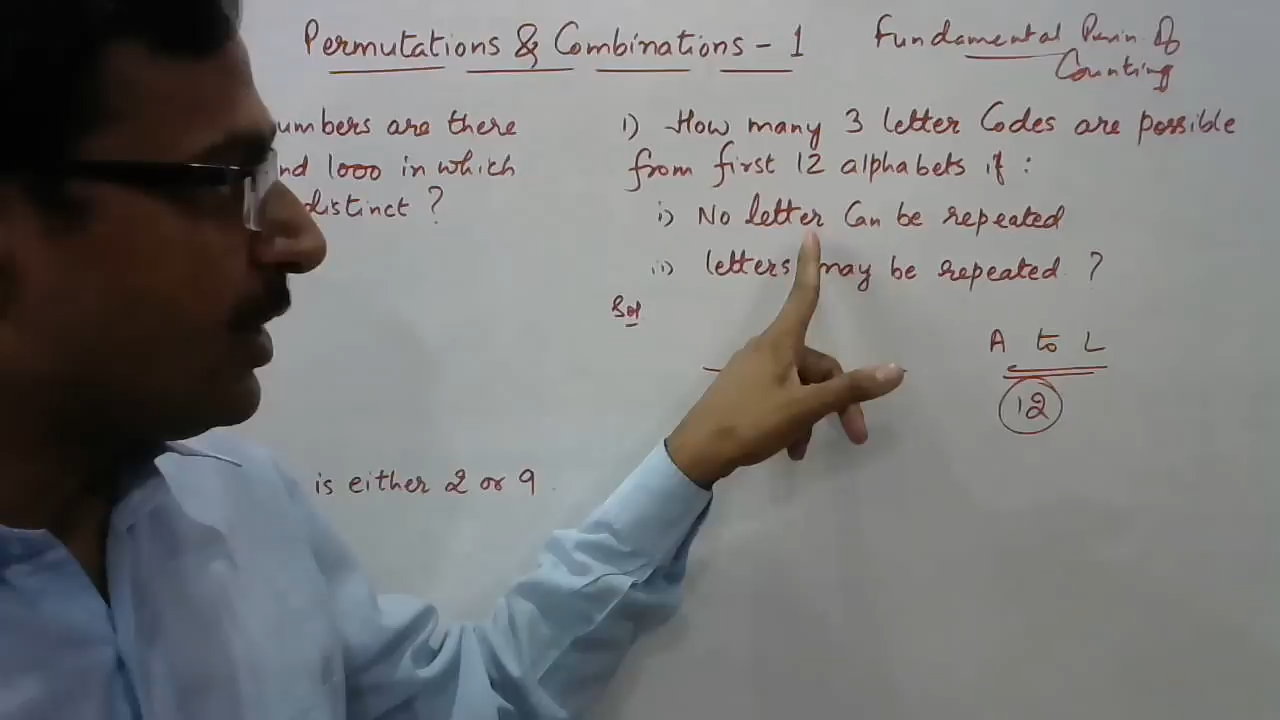 Permutations & Combinations - 1
Fundamental Of
Counting
umbers are there
nd 1000 in which
distinct ?
is either 2 or 9
1) How many 3 letter Codes are possible
from first 12 alphabets if :
i) No letter Can be repeated
ii) letters may be repeated ?
Sol
A to L
12